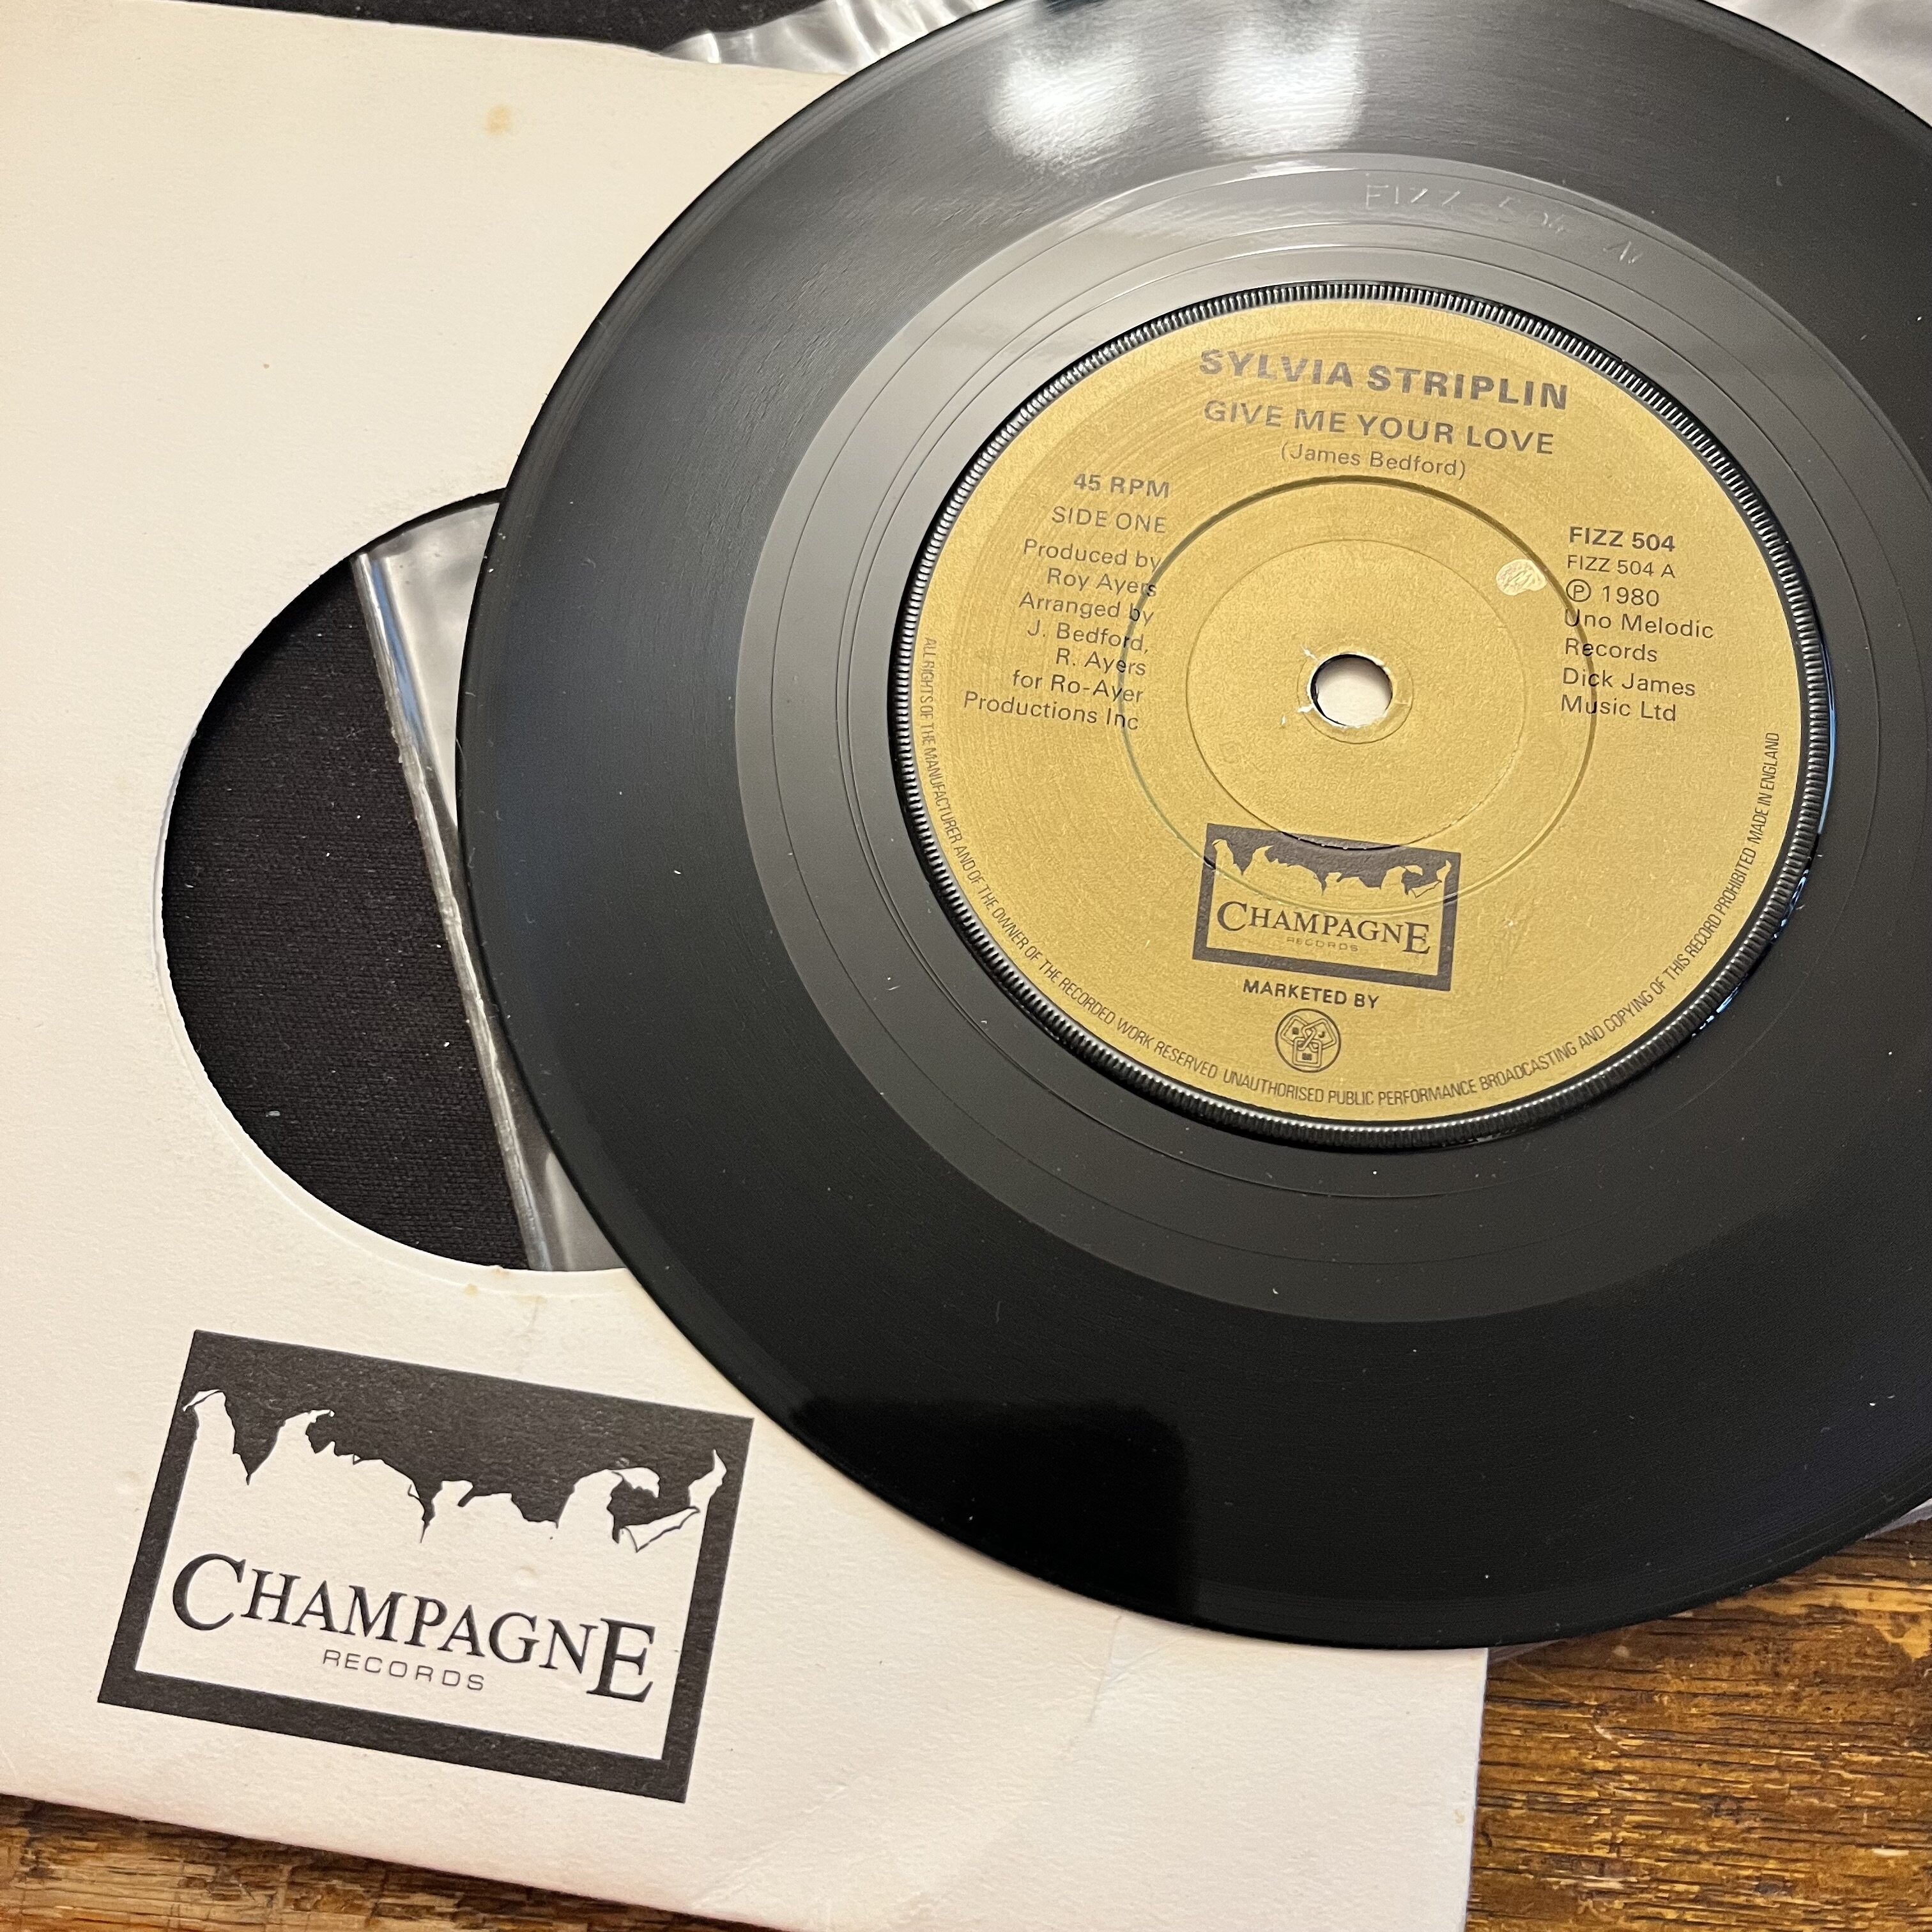 FIZZ 504 A
SYLVIA STRIPLIN
GIVE ME YOUR LOVE
(James Bedford)
45 RPM
SIDE ONE
Produced by
Roy Ayers
Arranged by
J. Bedford,
R. Ayers
for Ro-Ayer
Productions Inc
FIZZ 504
FIZZ 504 A
Ⓟ 1980
Uno Melodic
Records
Dick James
Music Ltd
CHAMPAGNE
RECORDS
MARKETED BY
ALL RIGHTS OF THE MANUFACTURER AND OF THE OWNER OF THE RECORDED WORK RESERVED UNAUTHORISED PUBLIC PERFORMANCE BROADCASTING AND COPYING OF THIS RECORD PROHIBITED MADE IN ENGLAND
CHAMPAGNE
RECORDS